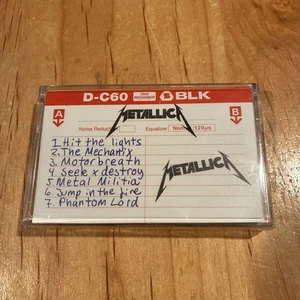 D-C60 BLK
A B
Noise Reduction Equalizer Normal 120µs
METALLICA
1. Hit the lights
2. The Mechanix
3. Motorbreath
4 Seek & destroy
5. Metal Militia
6. Jump in the fire
7. Phantom Lord
METALLICA